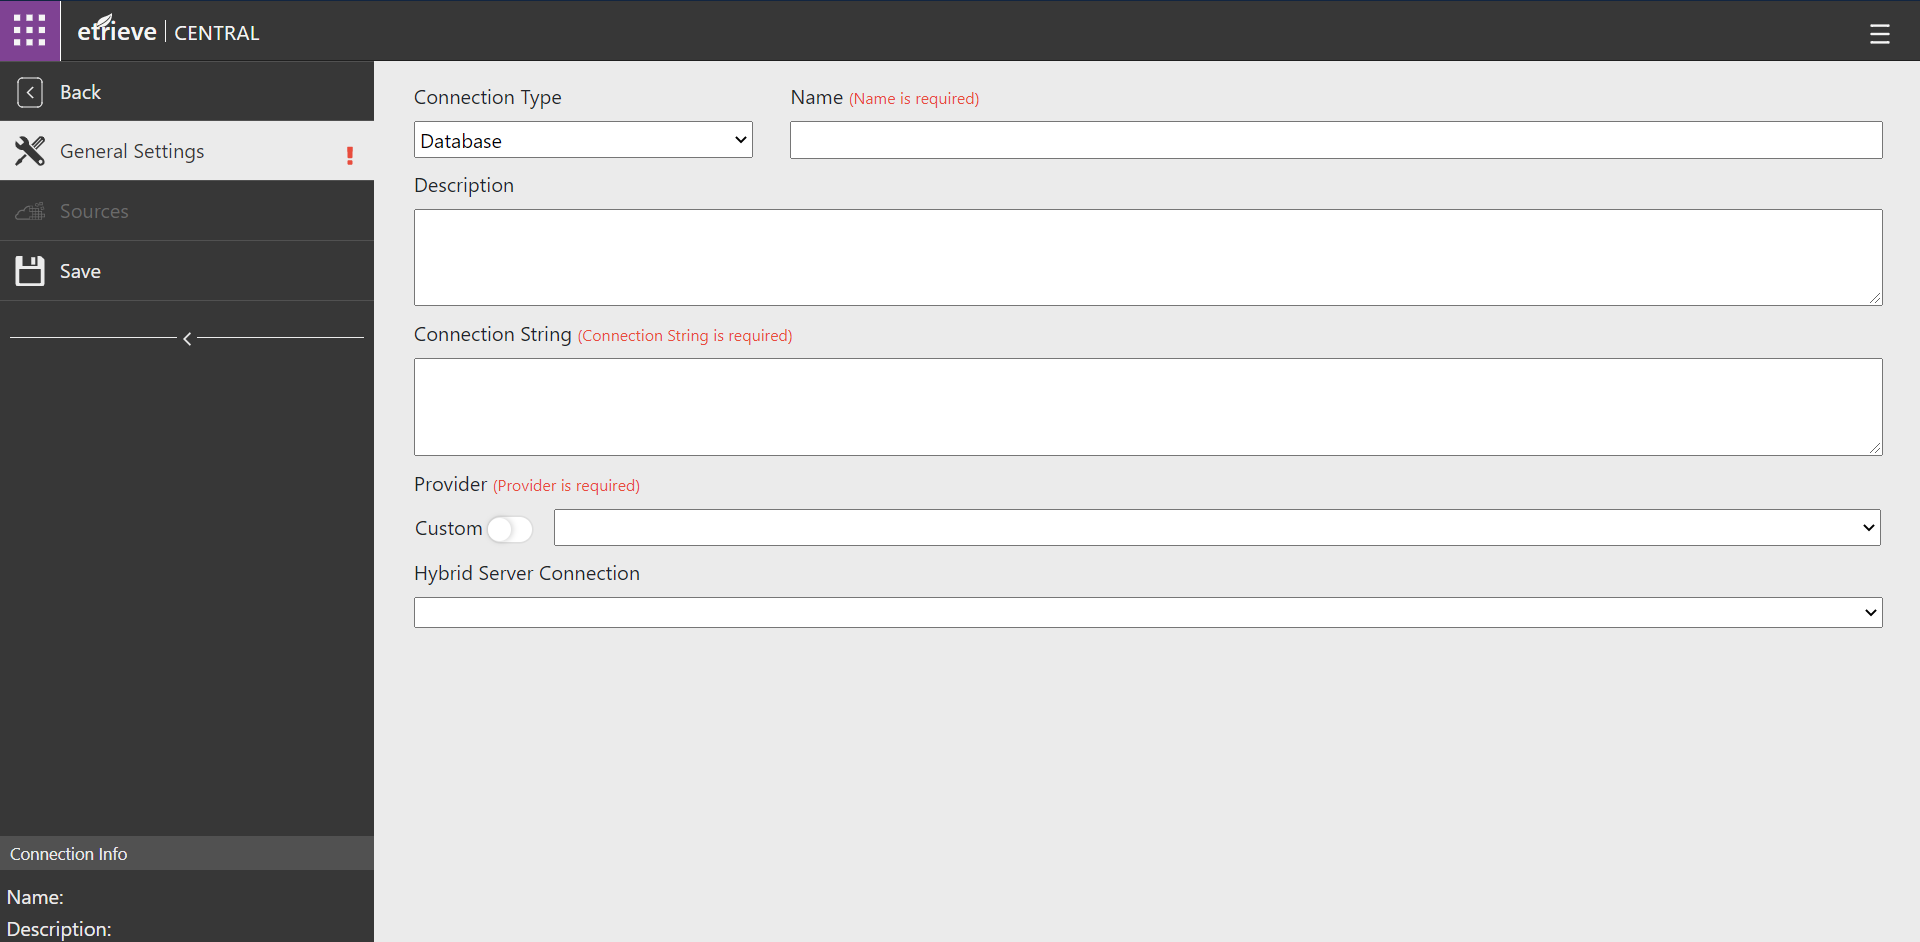 etrieve | CENTRAL
Back
General Settings
Sources
Save
Connection Type
Name (Name is required)
Database
Description
Connection String (Connection String is required)
Provider (Provider is required)
Custom
Hybrid Server Connection
Connection Info
Name:
Description: